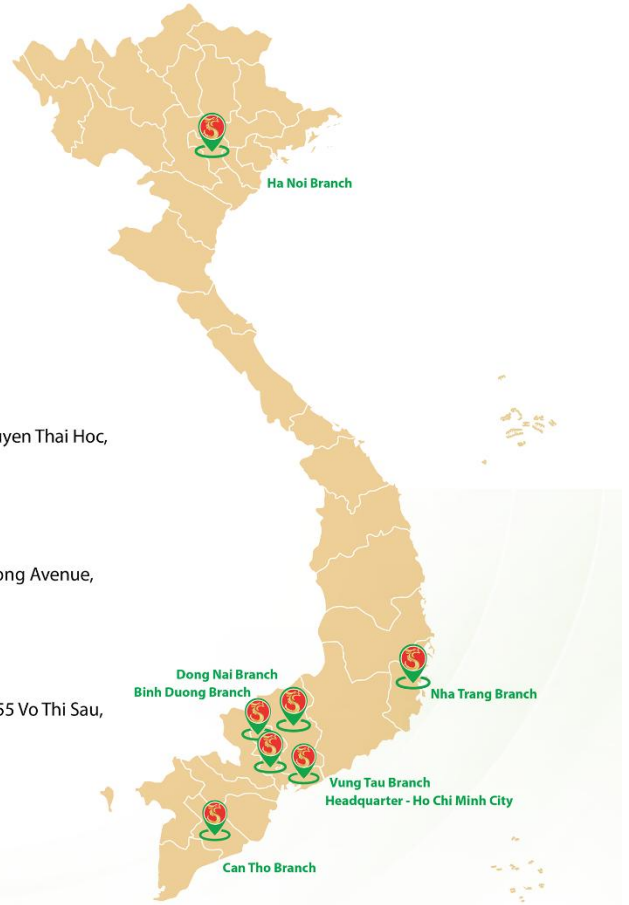 Ha Noi Branch
uyen Thai Hoc,
ong Avenue,
Dong Nai Branch
Binh Duong Branch
Nha Trang Branch
55 Vo Thi Sau,
Vung Tau Branch
Headquarter - Ho Chi Minh City
Can Tho Branch